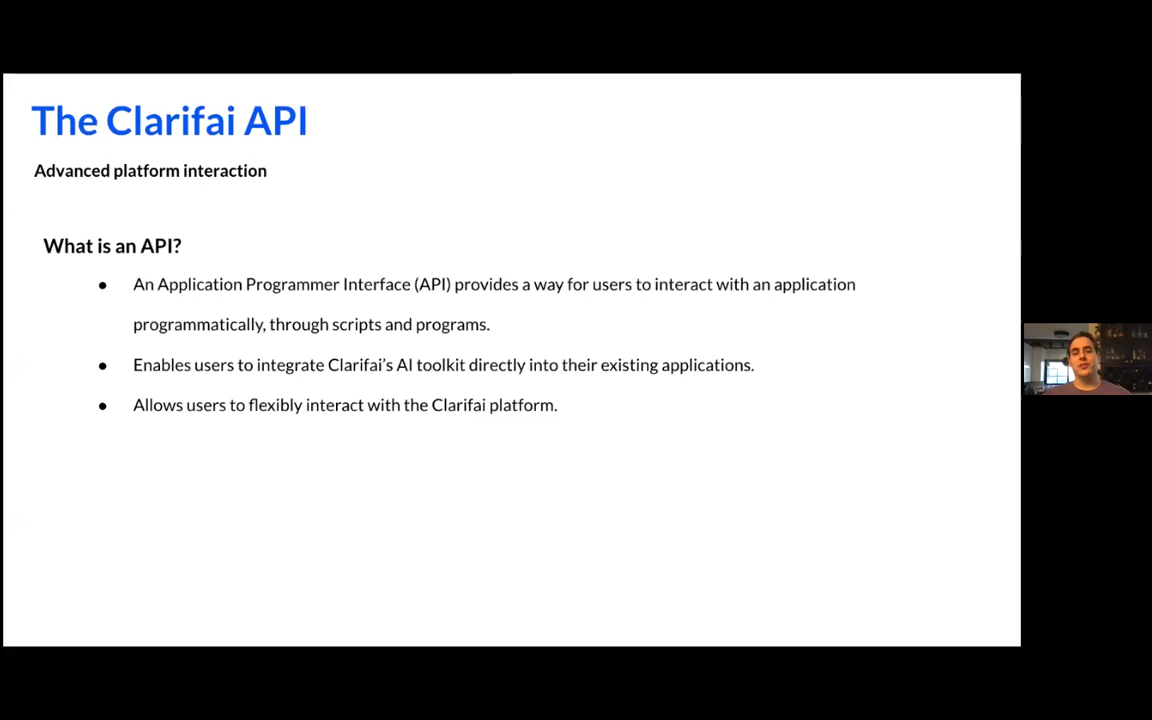 The Clarifai API
Advanced platform interaction
What is an API?
● An Application Programmer Interface (API) provides a way for users to interact with an application
programmatically, through scripts and programs.
● Enables users to integrate Clarifai's AI toolkit directly into their existing applications.
● Allows users to flexibly interact with the Clarifai platform.